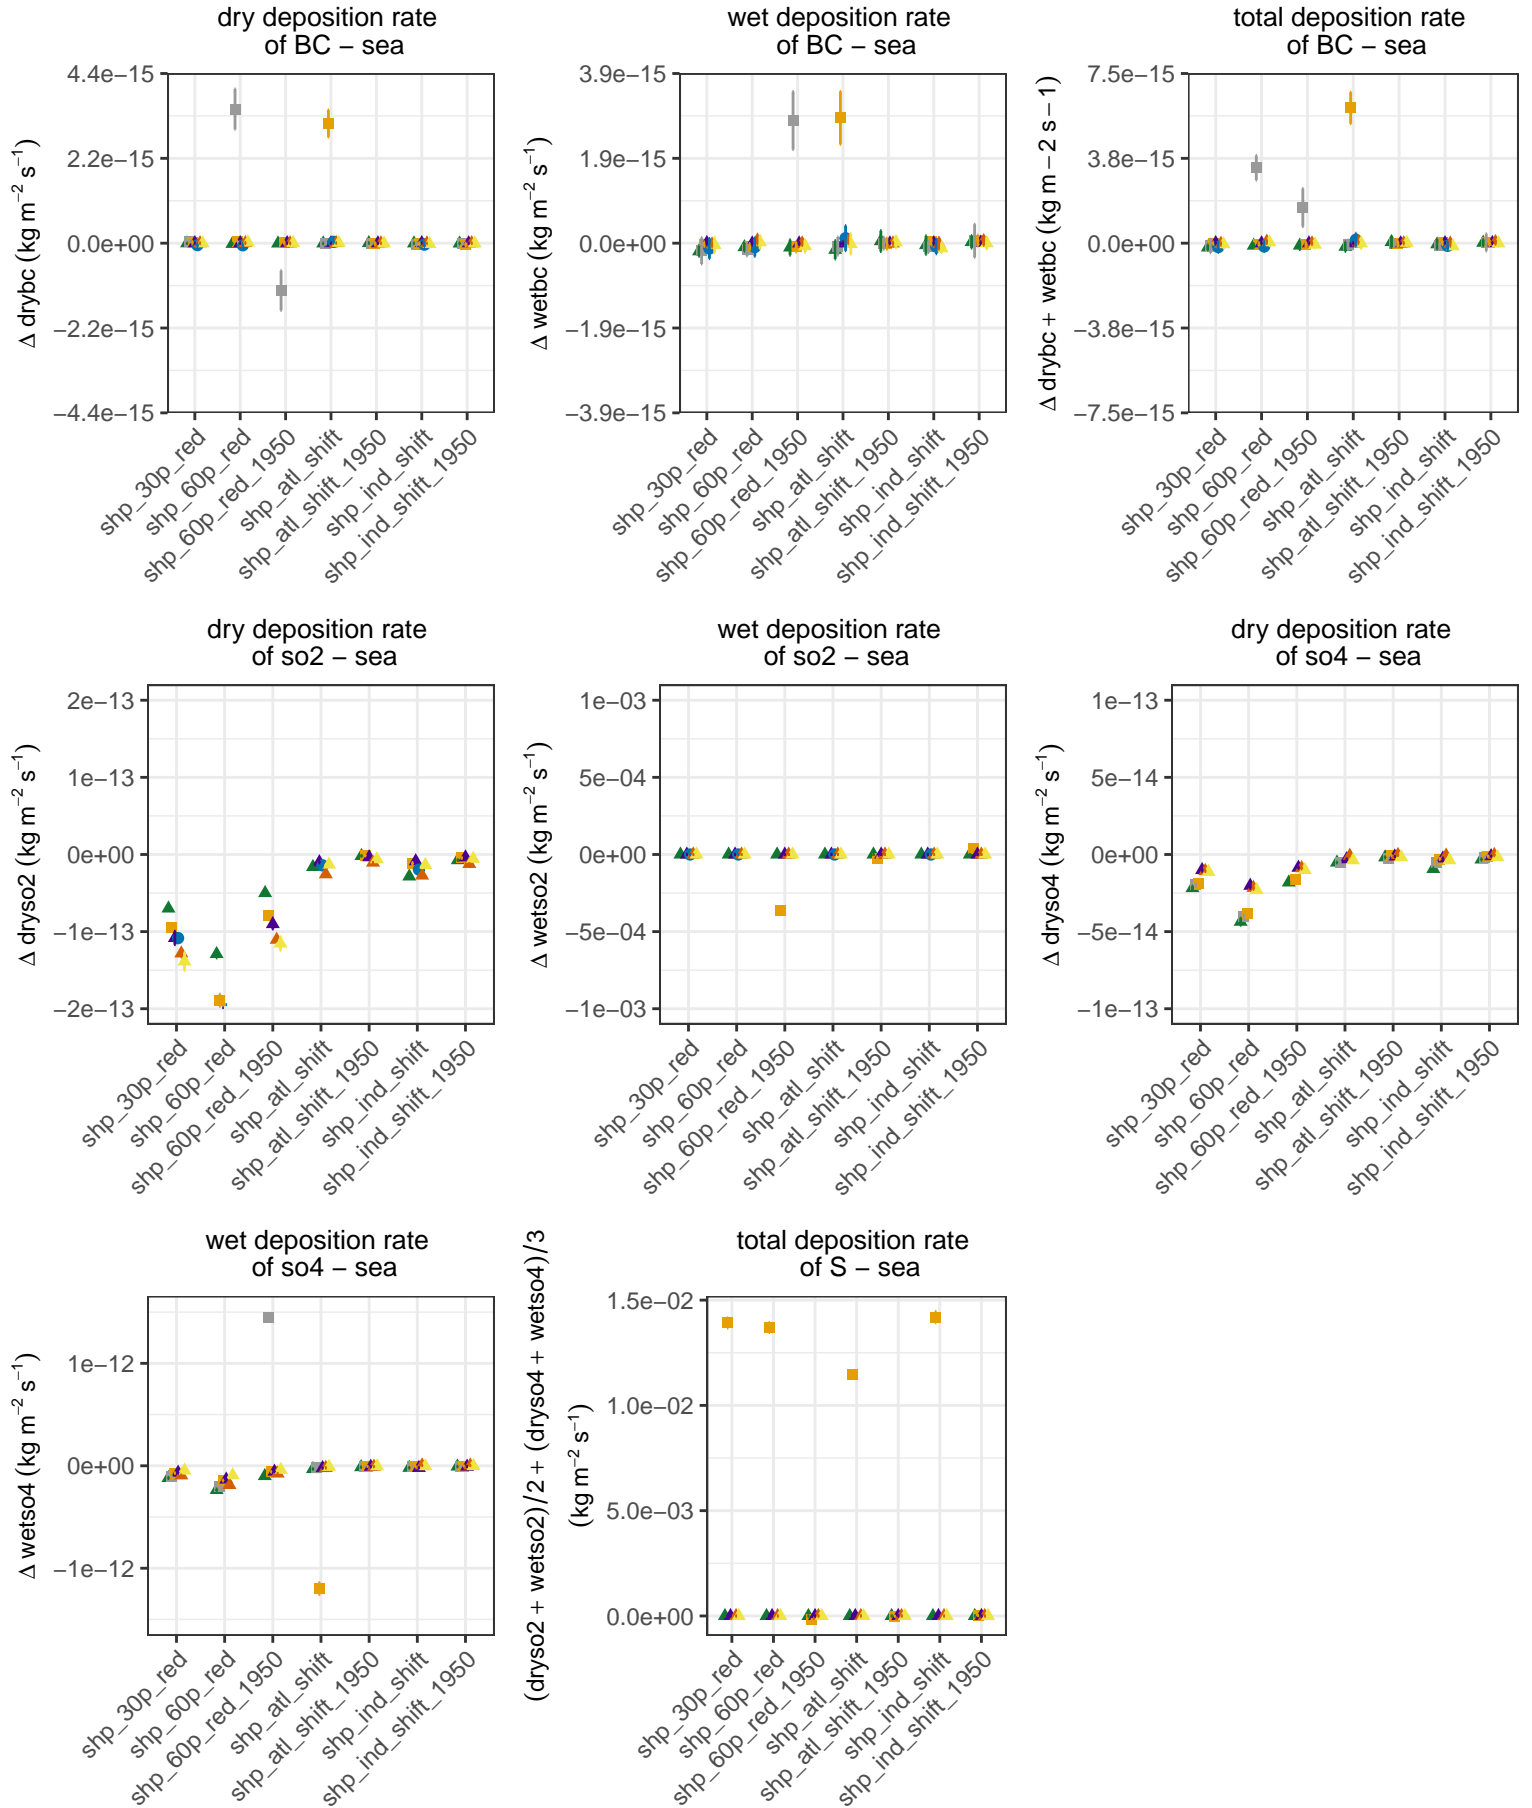 dry deposition rate
of BC − sea
Δ drybc (kg m−2 s−1)
4.4e−15
2.2e−15
0.0e+00
−2.2e−15
−4.4e−15
shp_30p_red
shp_60p_red
shp_60p_red_1950
shp_atl_shift
shp_atl_shift_1950
shp_ind_shift
shp_ind_shift_1950
wet deposition rate
of BC − sea
Δ wetbc (kg m−2 s−1)
3.9e−15
1.9e−15
0.0e+00
−1.9e−15
−3.9e−15
shp_30p_red
shp_60p_red
shp_60p_red_1950
shp_atl_shift
shp_atl_shift_1950
shp_ind_shift
shp_ind_shift_1950
total deposition rate
of BC − sea
Δ drybc + wetbc (kg m − 2 s − 1)
7.5e−15
3.8e−15
0.0e+00
−3.8e−15
−7.5e−15
shp_30p_red
shp_60p_red
shp_60p_red_1950
shp_atl_shift
shp_atl_shift_1950
shp_ind_shift
shp_ind_shift_1950
dry deposition rate
of so2 − sea
Δ dryso2 (kg m−2 s−1)
2e−13
1e−13
0e+00
−1e−13
−2e−13
shp_30p_red
shp_60p_red
shp_60p_red_1950
shp_atl_shift
shp_atl_shift_1950
shp_ind_shift
shp_ind_shift_1950
wet deposition rate
of so2 − sea
Δ wetso2 (kg m−2 s−1)
1e−03
5e−04
0e+00
−5e−04
−1e−03
shp_30p_red
shp_60p_red
shp_60p_red_1950
shp_atl_shift
shp_atl_shift_1950
shp_ind_shift
shp_ind_shift_1950
dry deposition rate
of so4 − sea
Δ dryso4 (kg m−2 s−1)
1e−13
5e−14
0e+00
−5e−14
−1e−13
shp_30p_red
shp_60p_red
shp_60p_red_1950
shp_atl_shift
shp_atl_shift_1950
shp_ind_shift
shp_ind_shift_1950
wet deposition rate
of so4 − sea
Δ wetso4 (kg m−2 s−1)
1e−12
0e+00
−1e−12
shp_30p_red
shp_60p_red
shp_60p_red_1950
shp_atl_shift
shp_atl_shift_1950
shp_ind_shift
shp_ind_shift_1950
total deposition rate
of S − sea
(dryso2 + wetso2)/2 + (dryso4 + wetso4)/3
(kg m−2 s−1)
1.5e−02
1.0e−02
5.0e−03
0.0e+00
shp_30p_red
shp_60p_red
shp_60p_red_1950
shp_atl_shift
shp_atl_shift_1950
shp_ind_shift
shp_ind_shift_1950